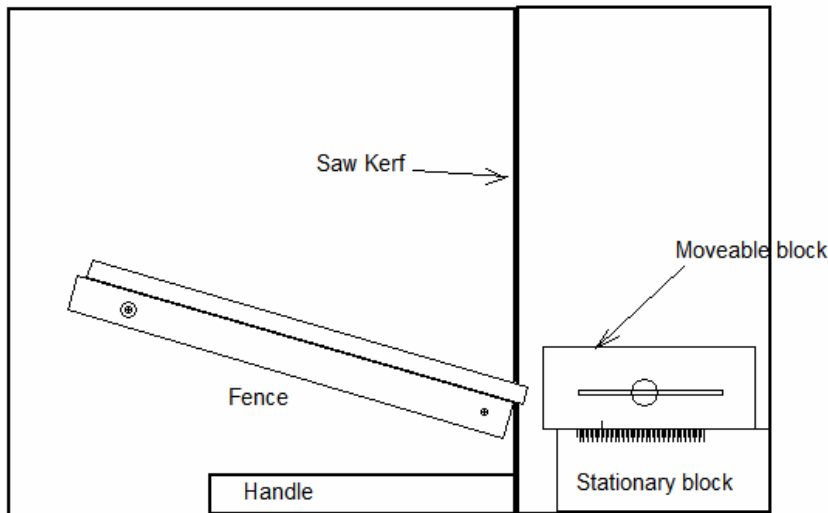 Saw Kerf
Moveable block
Fence
Handle
Stationary block